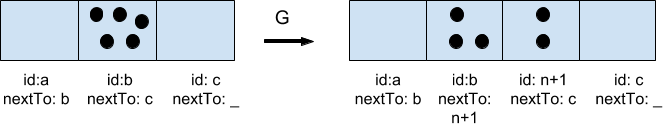 G
id:a id:b id: c
nextTo: b nextTo: c nextTo: _
id:a id:b id: n+1 id: c
nextTo: b nextTo: nextTo: c nextTo: _
n+1